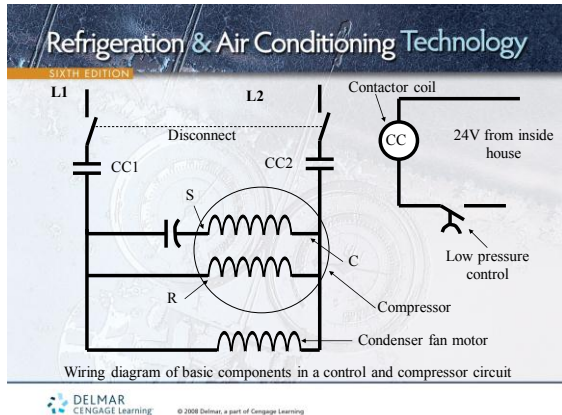 Refrigeration & Air Conditioning Technology
SIXTH EDITION
L1
L2
Contactor coil
Disconnect
CC
24V from inside
house
CC1
CC2
S
C
Low pressure
control
R
Compressor
Condenser fan motor
Wiring diagram of basic components in a control and compressor circuit
DELMAR
CENGAGE Learning
© 2008 Delmar, a part of Cengage Learning